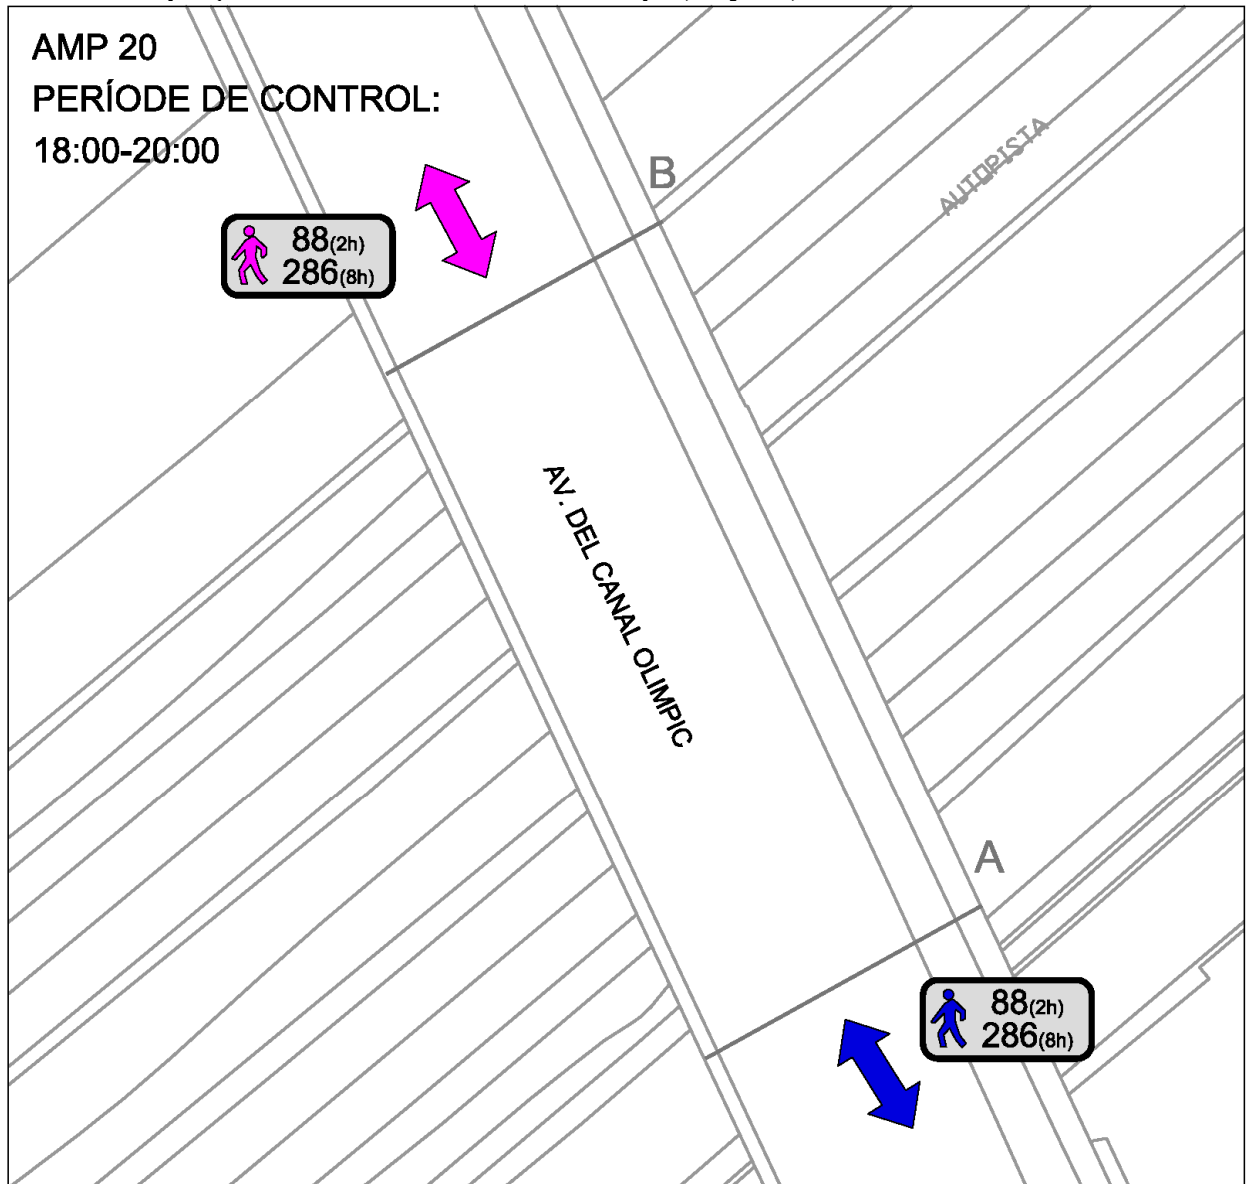 AMP 20
PERÍODE DE CONTROL:
18:00-20:00
B
AUTOPISTA
88(2h)
286(8h)
AV. DEL CANAL OLIMPIC
A
88(2h)
286(8h)